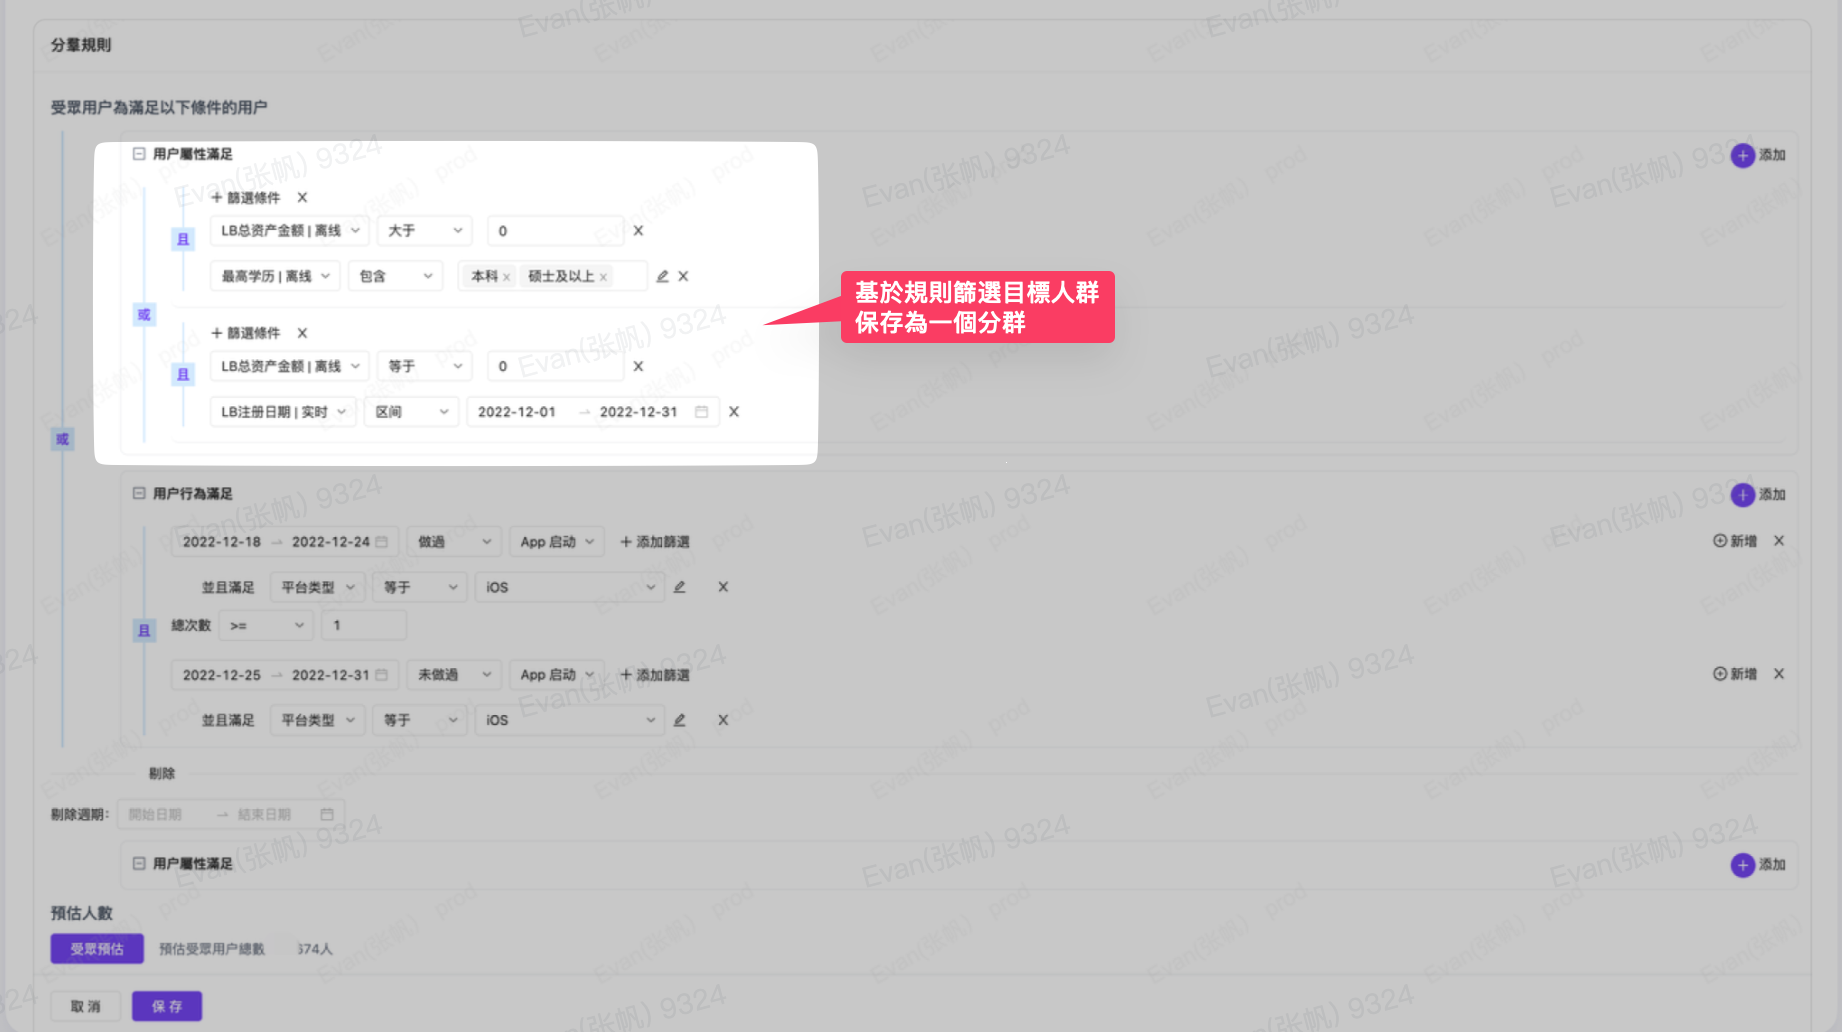 分羣規則
受眾用户為滿足以下條件的用户
用户屬性滿足
添加
+ 篩選條件 X
LB总资产金额 | 离线 大于 0 X
且
最高学历 | 离线 包含 本科 × 硕士及以上 × X
或
+ 篩選條件 X
LB总资产金额 | 离线 等于 0 X
且
LB注册日期 | 实时 区间 2022-12-01 → 2022-12-31 X
或
基於規則篩選目標人群
保存為一個分群
用户行為滿足
添加
2022-12-18 → 2022-12-24 做過 App 启动 + 添加篩選 新增 X
並且滿足 平台类型 等于 iOS X
且
總次數 >= 1
2022-12-25 → 2022-12-31 未做過 App 启动 + 添加篩選 新增 X
並且滿足 平台类型 等于 iOS X
剔除
剔除週期: 開始日期 → 結束日期
用户屬性滿足
添加
預估人數
受眾預估 預估受眾用户總數 674人
取消 保存
Evan(张帆) 9324
prod